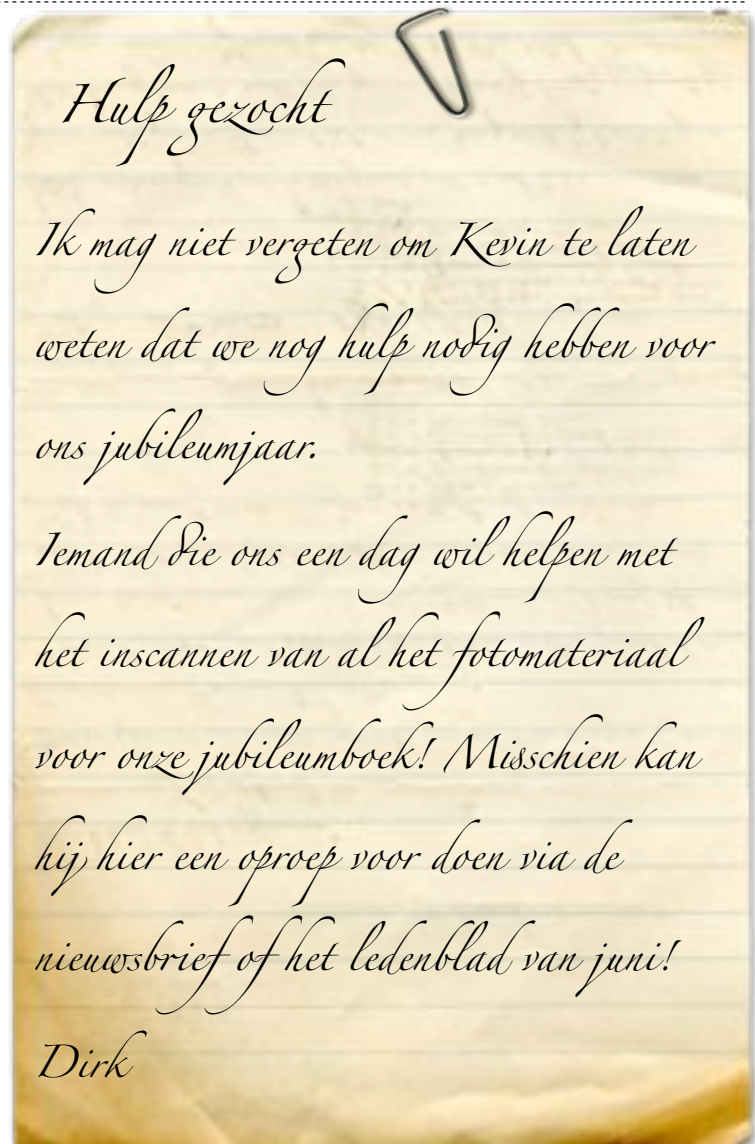 Hulp gezocht
Ik mag niet vergeten om Kevin te laten
weten dat we nog hulp nodig hebben voor
ons jubileumjaar.
Iemand die ons een dag wil helpen met
het inscannen van al het fotomateriaal
voor onze jubileumboek! Misschien kan
hij hier een oproep voor doen via de
nieuwsbrief of het ledenblad van juni!
Dirk